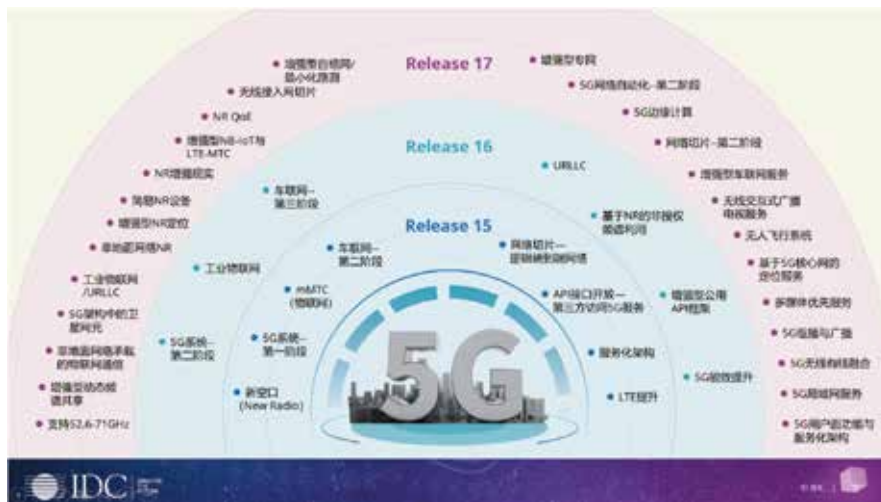 Release 17
增强型自组网/
最小化路测
无线接入网切片
NR QoE
增强型NB-IoT与
LTE-MTC
NR增强现实
简易NR设备
增强型NR定位
非地面网络NR
工业物联网
/URLLC
5G架构中的卫
星网元
非地面网络承载
的物联网通信
增强型动态频
谱共享
支持52.6-71GHz
增强型专网
5G网络自动化--第二阶段
5G边缘计算
网络切片--第二阶段
增强型车联网服务
无线交互式广播
电视服务
无人飞行系统
基于5G核心网的
定位服务
多媒体优先服务
5G组播与广播
5G无线有线融合
5G局域网服务
5G用户面功能与
服务化架构
Release 16
车联网--
第三阶段
工业物联网
5G系统--
第二阶段
URLLC
基于NR的非授权
频谱利用
增强型公用
API框架
5G能效提升
Release 15
车联网--
第二阶段
mMTC
(物联网)
5G系统--
第一阶段
新空口
(New Radio)
网络切片—
逻辑端到端网络
API接口开放—
第三方访问5G服务
服务化架构
LTE提升
5G
IDC